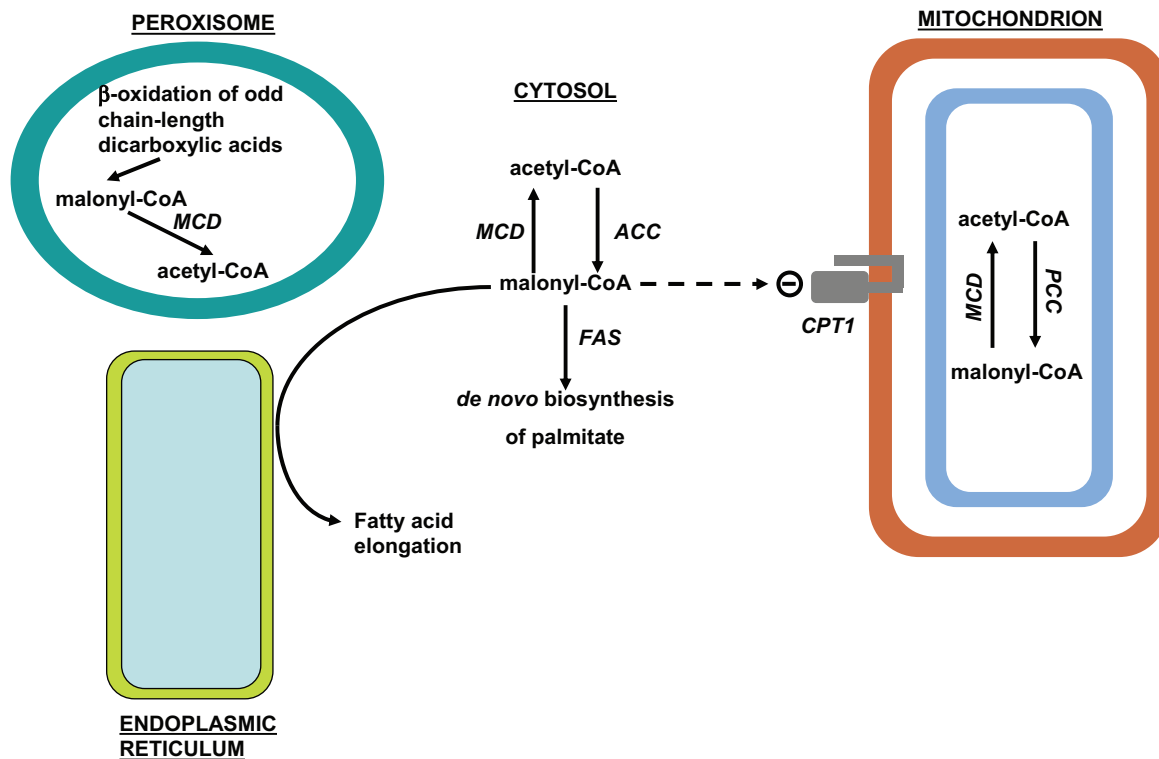 PEROXISOME
β-oxidation of odd
chain-length
dicarboxylic acids
malonyl-CoA
MCD
acetyl-CoA
CYTOSOL
acetyl-CoA
MCD
ACC
malonyl-CoA
FAS
de novo biosynthesis
of palmitate
CPT1
MITOCHONDRION
acetyl-CoA
MCD
PCC
malonyl-CoA
Fatty acid
elongation
ENDOPLASMIC
RETICULUM